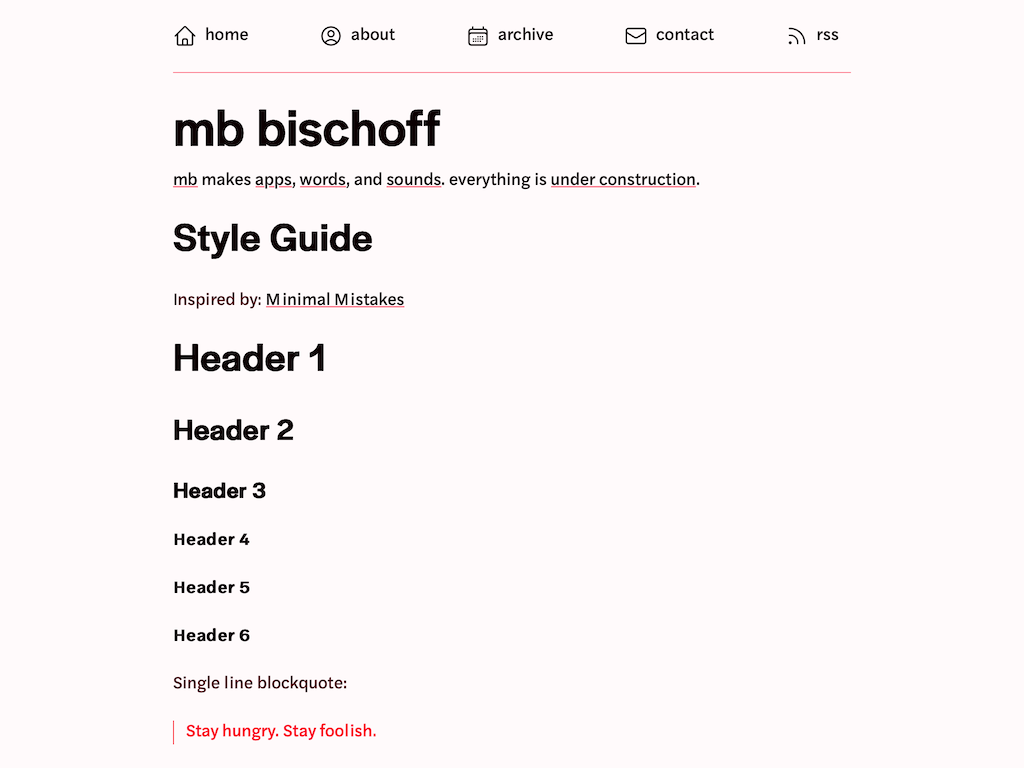 home about archive contact rss
mb bischoff
mb makes apps, words, and sounds. everything is under construction.
Style Guide
Inspired by: Minimal Mistakes
Header 1
Header 2
Header 3
Header 4
Header 5
Header 6
Single line blockquote:
Stay hungry. Stay foolish.